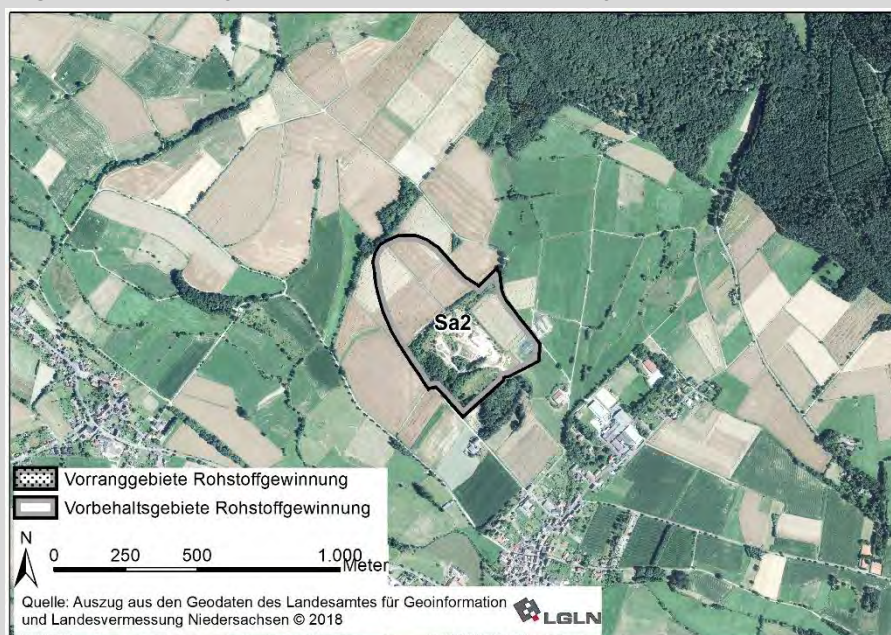 Sa2
Vorranggebiete Rohstoffgewinnung
Vorbehaltsgebiete Rohstoffgewinnung
N
0 250 500 1.000
Meter
Quelle: Auszug aus den Geodaten des Landesamtes für Geoinformation
und Landesvermessung Niedersachsen © 2018
LGLN